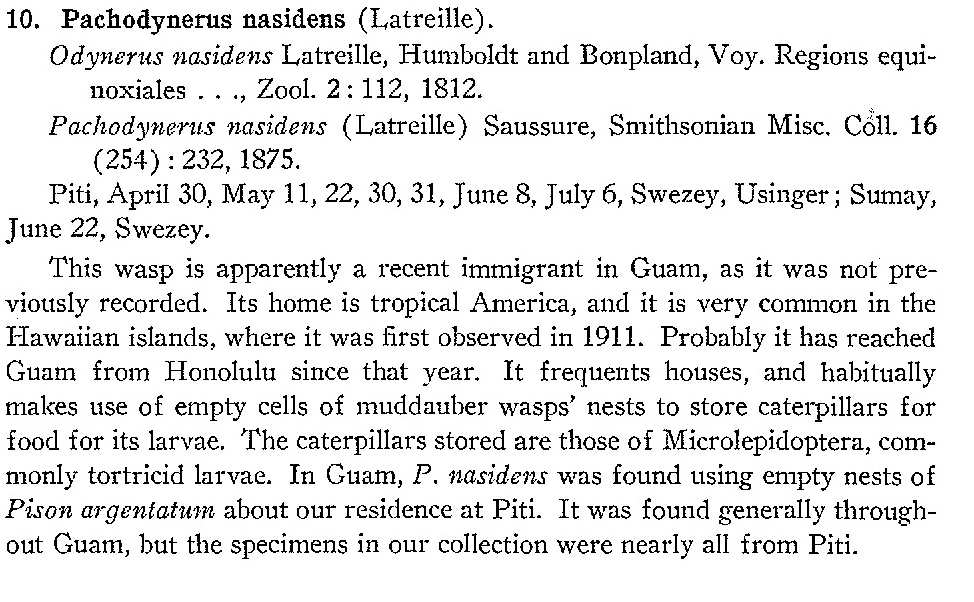 10. Pachodynerus nasidens (Latreille).
Odynerus nasidens Latreille, Humboldt and Bonpland, Voy. Regions equi-
noxiales . . ., Zool. 2: 112, 1812.
Pachodynerus nasidens (Latreille) Saussure, Smithsonian Misc. Coll. 16
(254) : 232, 1875.
Piti, April 30, May 11, 22, 30, 31, June 8, July 6, Swezey, Usinger; Sumay,
June 22, Swezey.
This wasp is apparently a recent immigrant in Guam, as it was not pre-
viously recorded. Its home is tropical America, and it is very common in the
Hawaiian islands, where it was first observed in 1911. Probably it has reached
Guam from Honolulu since that year. It frequents houses, and habitually
makes use of empty cells of muddauber wasps' nests to store caterpillars for
food for its larvae. The caterpillars stored are those of Microlepidoptera, com-
monly tortricid larvae. In Guam, P. nasidens was found using empty nests of
Pison argentatum about our residence at Piti. It was found generally through-
out Guam, but the specimens in our collection were nearly all from Piti.